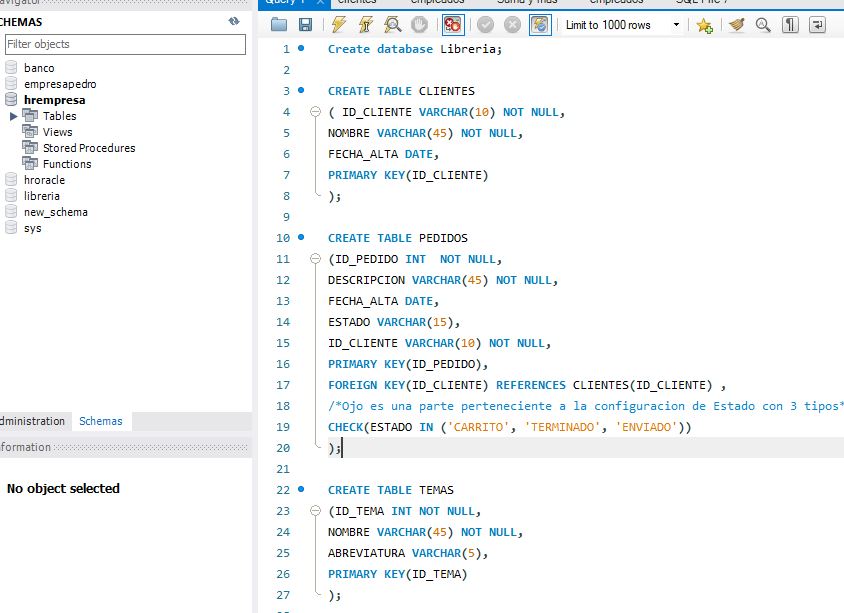 Query 1
clientes
empleados
Suma y mas
empleados
SQL File 7
SCHEMAS
Filter objects
banco
empresapedro
hrempresa
Tables
Views
Stored Procedures
Functions
hroracle
libreria
new_schema
sys
dministration Schemas
nformation
No object selected
Limit to 1000 rows
1 Create database Libreria;
2
3 CREATE TABLE CLIENTES
4 ( ID_CLIENTE VARCHAR(10) NOT NULL,
5 NOMBRE VARCHAR(45) NOT NULL,
6 FECHA_ALTA DATE,
7 PRIMARY KEY(ID_CLIENTE)
8 );
9
10 CREATE TABLE PEDIDOS
11 (ID_PEDIDO INT  NOT NULL,
12 DESCRIPCION VARCHAR(45) NOT NULL,
13 FECHA_ALTA DATE,
14 ESTADO VARCHAR(15),
15 ID_CLIENTE VARCHAR(10) NOT NULL,
16 PRIMARY KEY(ID_PEDIDO),
17 FOREIGN KEY(ID_CLIENTE) REFERENCES CLIENTES(ID_CLIENTE) ,
18 /*Ojo es una parte perteneciente a la configuracion de Estado con 3 tipos*
19 CHECK(ESTADO IN ('CARRITO', 'TERMINADO', 'ENVIADO'))
20 );
21
22 CREATE TABLE TEMAS
23 (ID_TEMA INT NOT NULL,
24 NOMBRE VARCHAR(45) NOT NULL,
25 ABREVIATURA VARCHAR(5),
26 PRIMARY KEY(ID_TEMA)
27 );